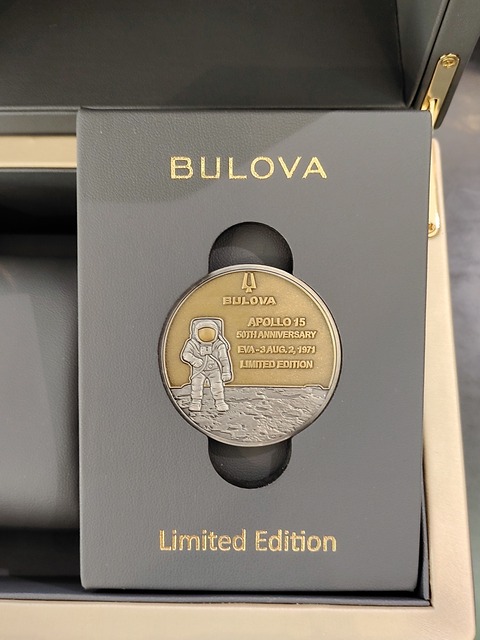 BULOVA
BULOVA
APOLLO 15
50TH ANNIVERSARY
EVA-3 AUG. 2, 1971
LIMITED EDITION
Limited Edition